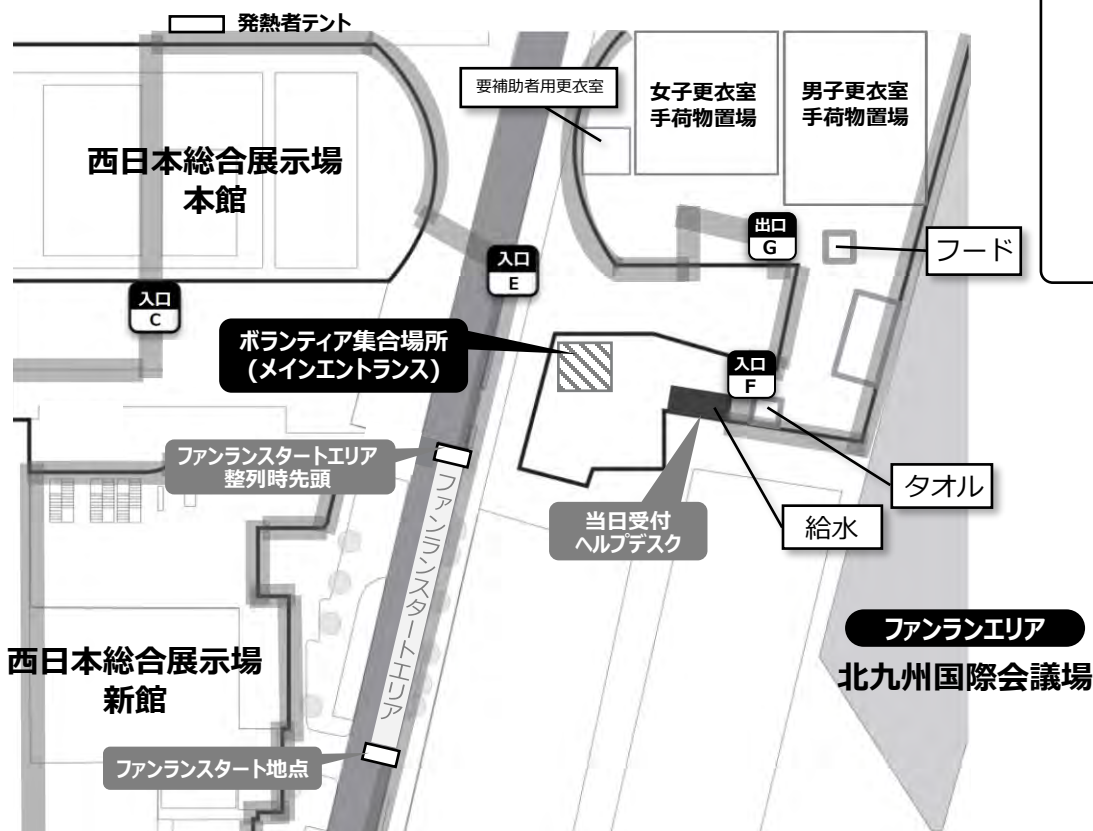 発熱者テント
要補助者用更衣室
女子更衣室
手荷物置場
男子更衣室
手荷物置場
西日本総合展示場
本館
出口
G
フード
入口
E
入口
C
ボランティア集合場所
(メインエントランス)
入口
F
ファンランスタートエリア
整列時先頭
タオル
当日受付
ヘルプデスク
給水
ファンランスタートエリア
ファンランエリア
北九州国際会議場
西日本総合展示場
新館
ファンランスタート地点